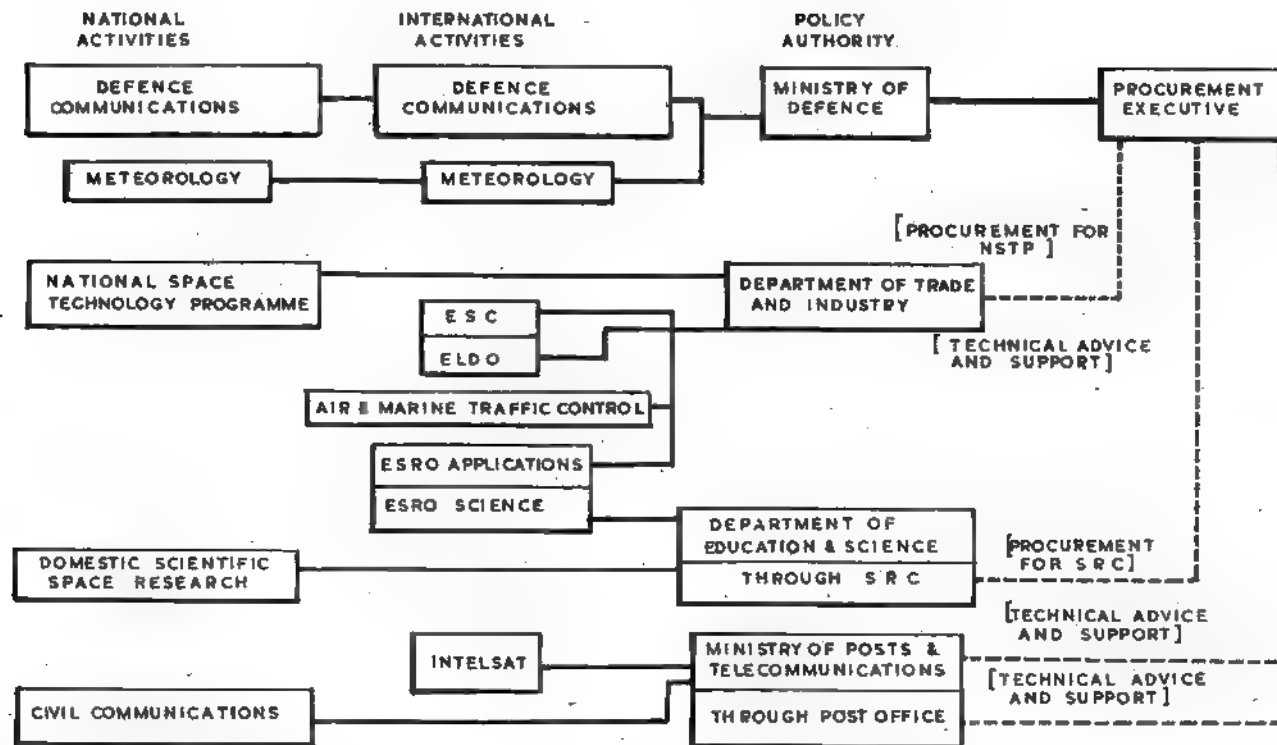 NATIONAL
ACTIVITIES
INTERNATIONAL
ACTIVITIES
POLICY
AUTHORITY.
DEFENCE
COMMUNICATIONS
DEFENCE
COMMUNICATIONS
MINISTRY OF
DEFENCE
PROCUREMENT
EXECUTIVE
METEOROLOGY
METEOROLOGY
[PROCUREMENT FOR
NSTP]
NATIONAL SPACE
TECHNOLOGY PROGRAMME
DEPARTMENT OF TRADE
AND INDUSTRY
ESC
ELDO
[TECHNICAL ADVICE
AND SUPPORT]
AIR & MARINE TRAFFIC CONTROL
ESRO APPLICATIONS
ESRO SCIENCE
DEPARTMENT OF
EDUCATION & SCIENCE
THROUGH SRC
[PROCUREMENT
FOR SRC]
DOMESTIC SCIENTIFIC
SPACE RESEARCH
[TECHNICAL ADVICE
AND SUPPORT]
INTELSAT
MINISTRY OF POSTS &
TELECOMMUNICATIONS
[TECHNICAL ADVICE
AND SUPPORT]
CIVIL COMMUNICATIONS
THROUGH POST OFFICE